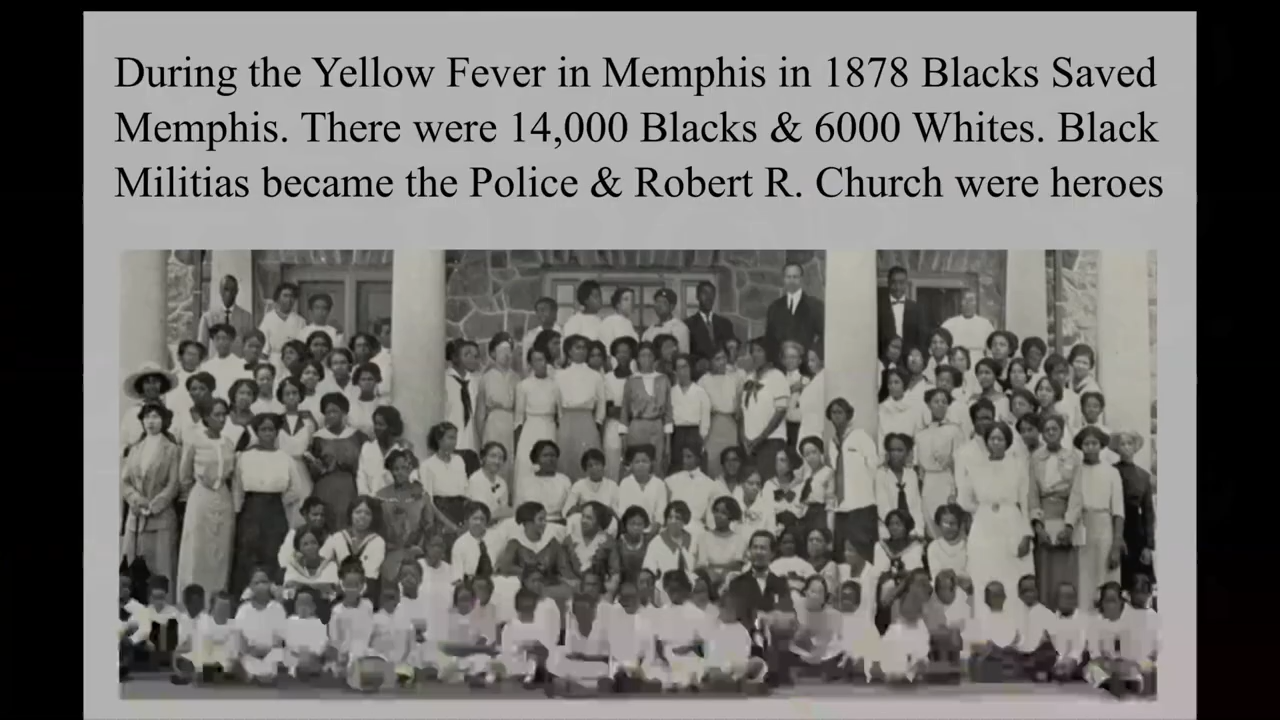 During the Yellow Fever in Memphis in 1878 Blacks Saved
Memphis. There were 14,000 Blacks & 6000 Whites. Black
Militias became the Police & Robert R. Church were heroes